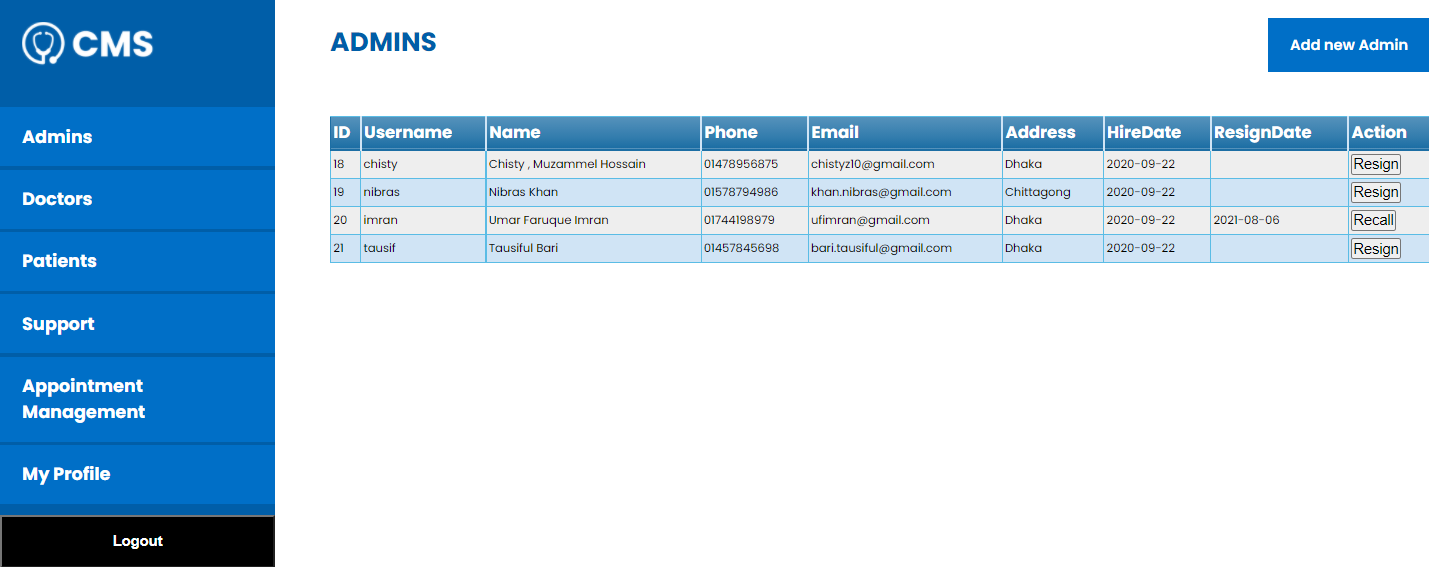 CMS
Admins
Doctors
Patients
Support
Appointment
Management
My Profile
Logout
ADMINS
Add new Admin
ID Username Name Phone Email Address HireDate ResignDate Action
18 chisty Chisty , Muzammel Hossain 01478956875 chistyz10@gmail.com Dhaka 2020-09-22 Resign
19 nibras Nibras Khan 01578794986 khan.nibras@gmail.com Chittagong 2020-09-22 Resign
20 imran Umar Faruque Imran 01744198979 ufimran@gmail.com Dhaka 2020-09-22 2021-08-06 Recall
21 tausif Tausiful Bari 01457845698 bari.tausiful@gmail.com Dhaka 2020-09-22 Resign